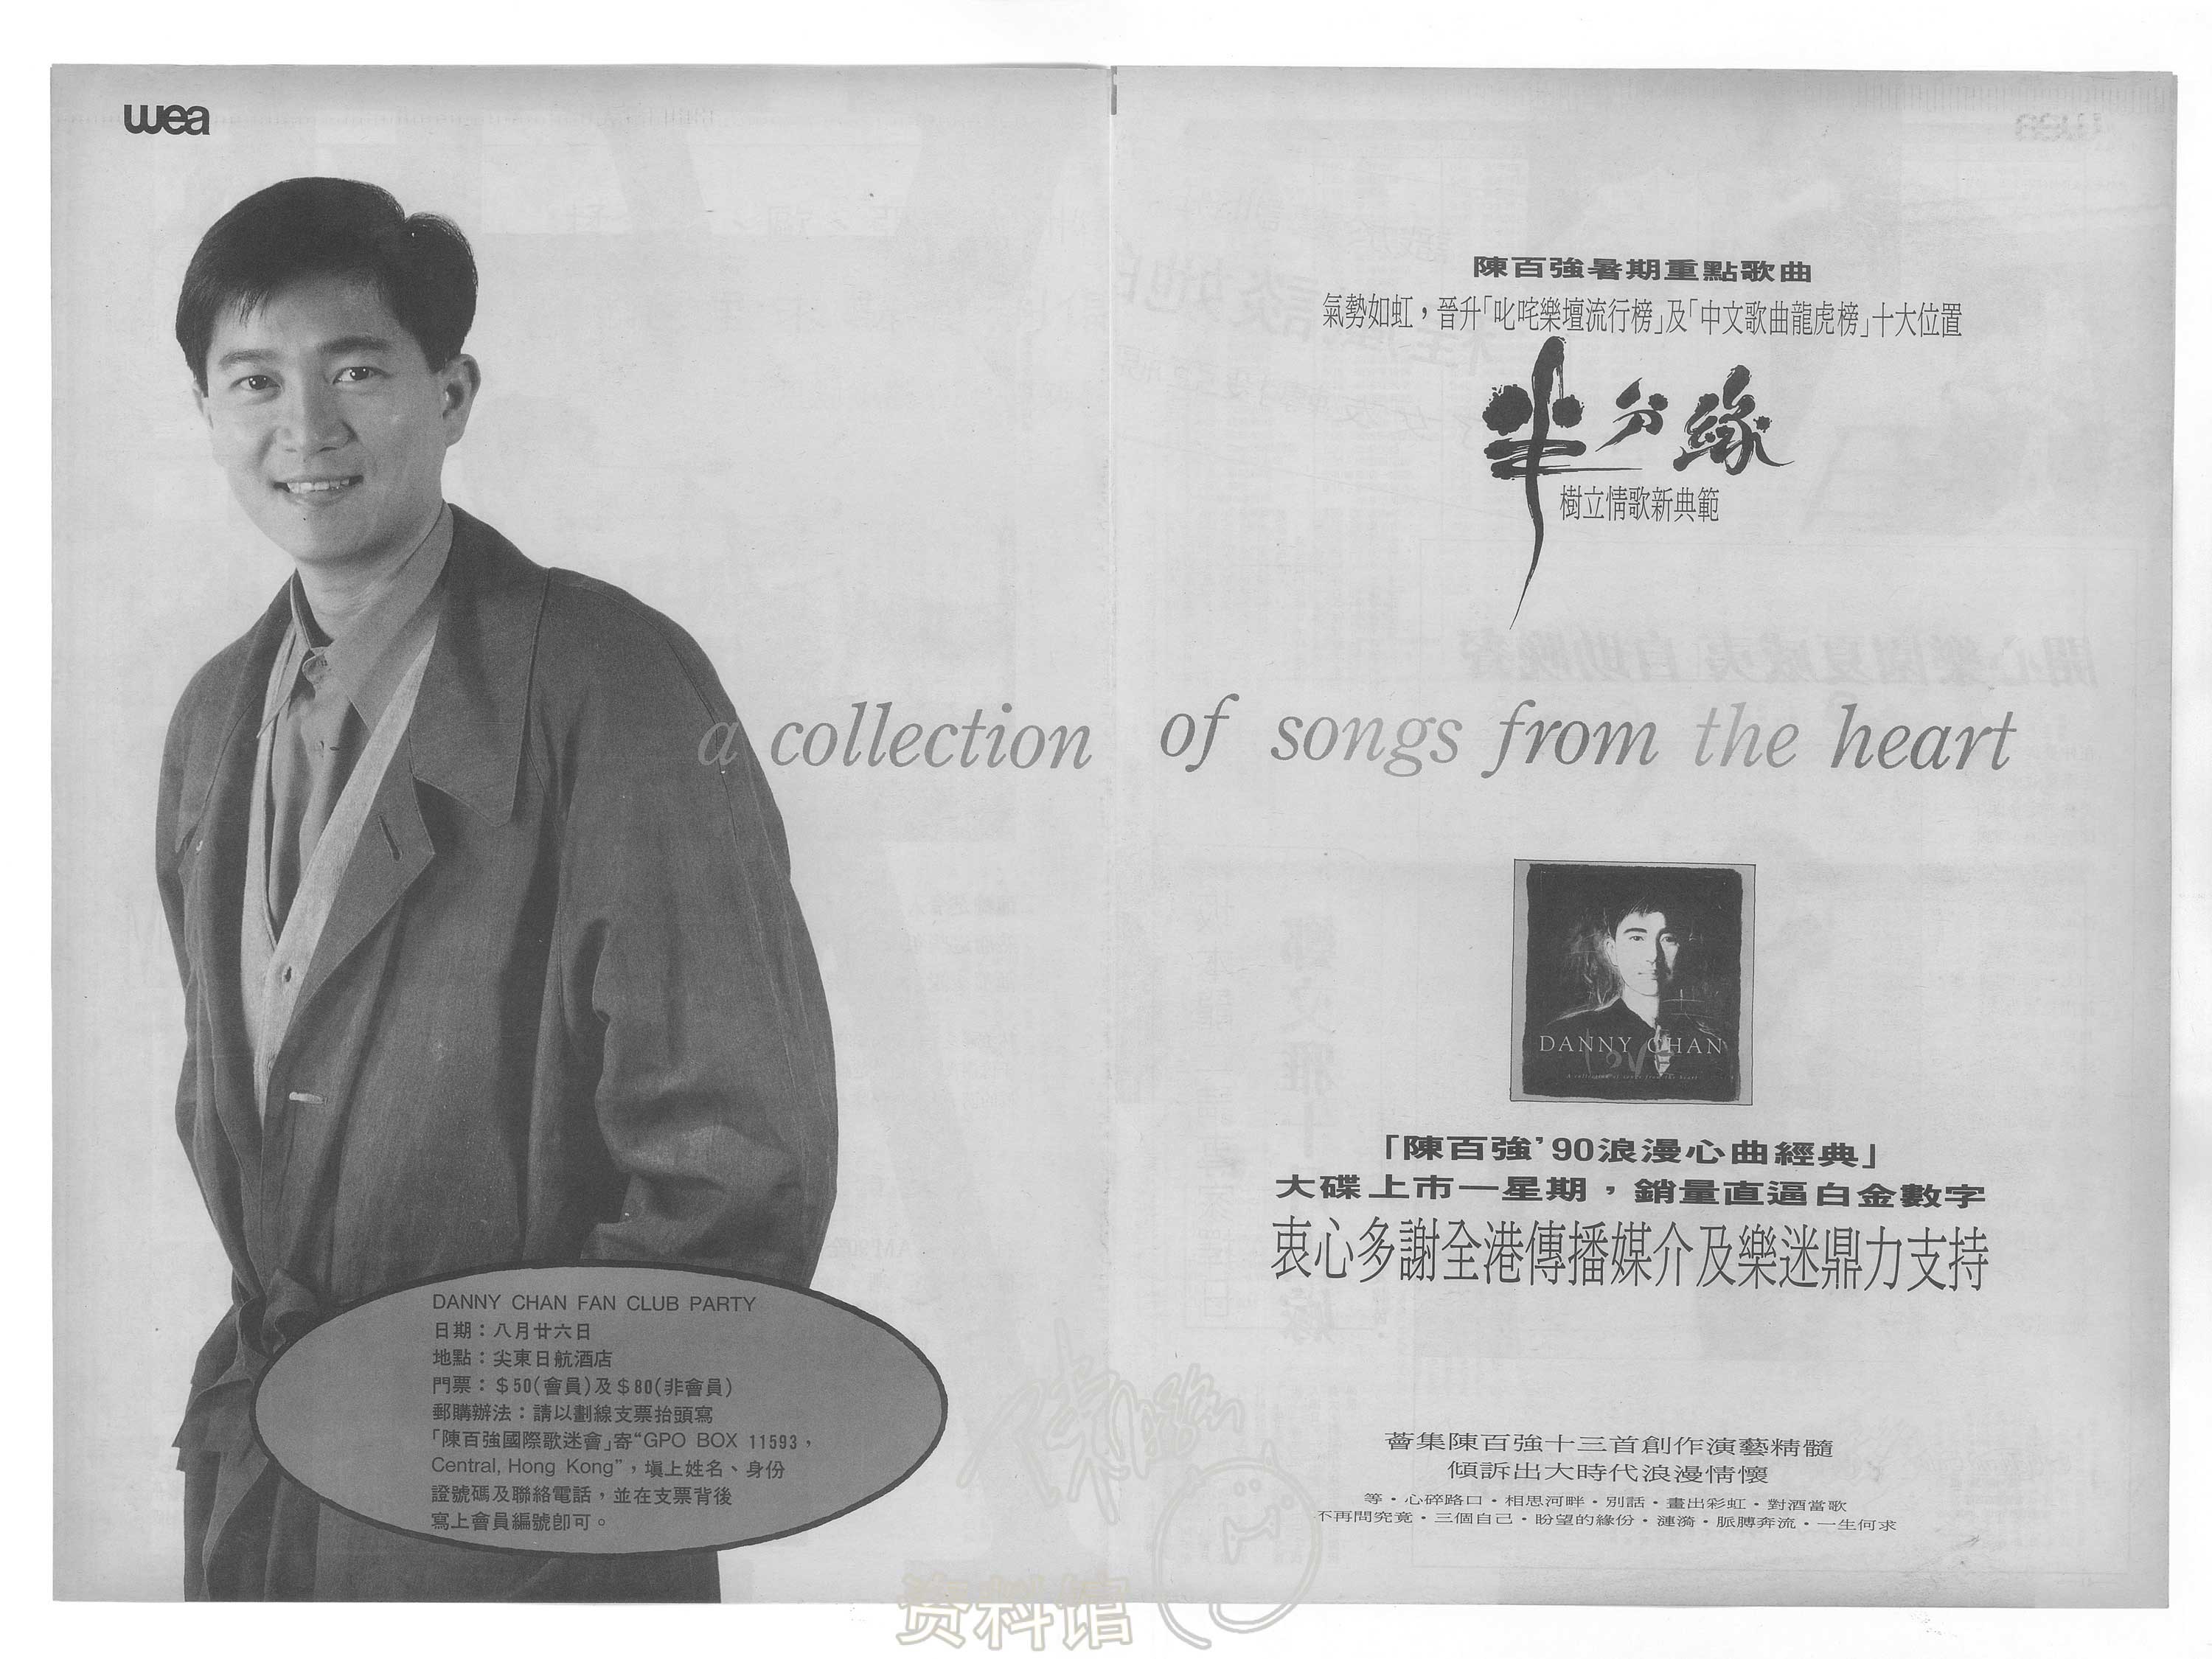 wea
陳百強暑期重點歌曲
氣勢如虹，晉升「叱咤樂壇流行榜」及「中文歌曲龍虎榜」十大位置
半分緣
樹立情歌新典範
a collection of songs from the heart
DANNY CHAN
LOVE
A collection of songs from the heart
「陳百強'90浪漫心曲經典」
大碟上市一星期，銷量直逼白金數字
衷心多謝全港傳播媒介及樂迷鼎力支持
DANNY CHAN FAN CLUB PARTY
日期：八月廿六日
地點：尖東日航酒店
門票：＄50(會員)及＄80(非會員)
郵購辦法：請以劃線支票抬頭寫
「陳百強國際歌迷會」寄“GPO BOX 11593，
Central, Hong Kong”，塡上姓名、身份
證號碼及聯絡電話，並在支票背後
寫上會員編號卽可。
薈集陳百強十三首創作演藝精髓
傾訴出大時代浪漫情懷
等・心碎路口・相思河畔・別話・畫出彩虹・對酒當歌
不再問究竟・三個自己・盼望的緣份・漣漪・脈膊奔流・一生何求
资料馆